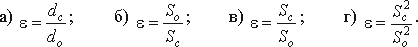 а) ε = d_c / d_o ; б) ε = S_o / S_c ; в) ε = S_c / S_o ; г) ε = S_c^2 / S_o^2 .